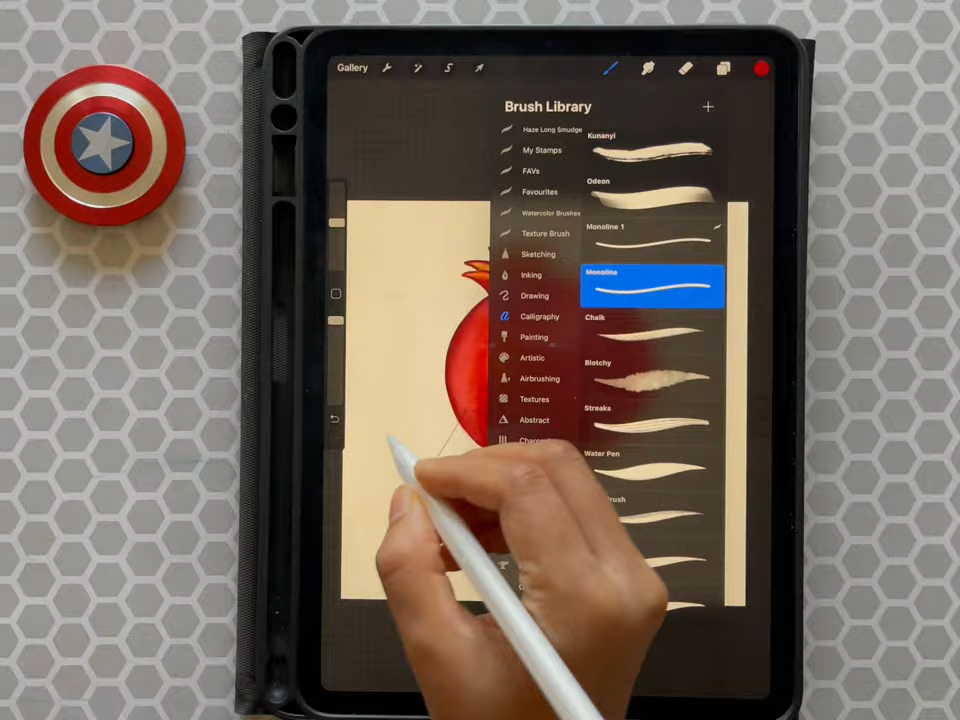 Gallery
Brush Library
Haze Long Smudge
My Stamps
FAVs
Favourites
Watercolor Brushes
Texture Brush
Sketching
Inking
Drawing
Calligraphy
Painting
Artistic
Airbrushing
Textures
Abstract
Kunanyi
Odeon
Monoline 1
Monoline
Chalk
Blotchy
Streaks
Water Pen